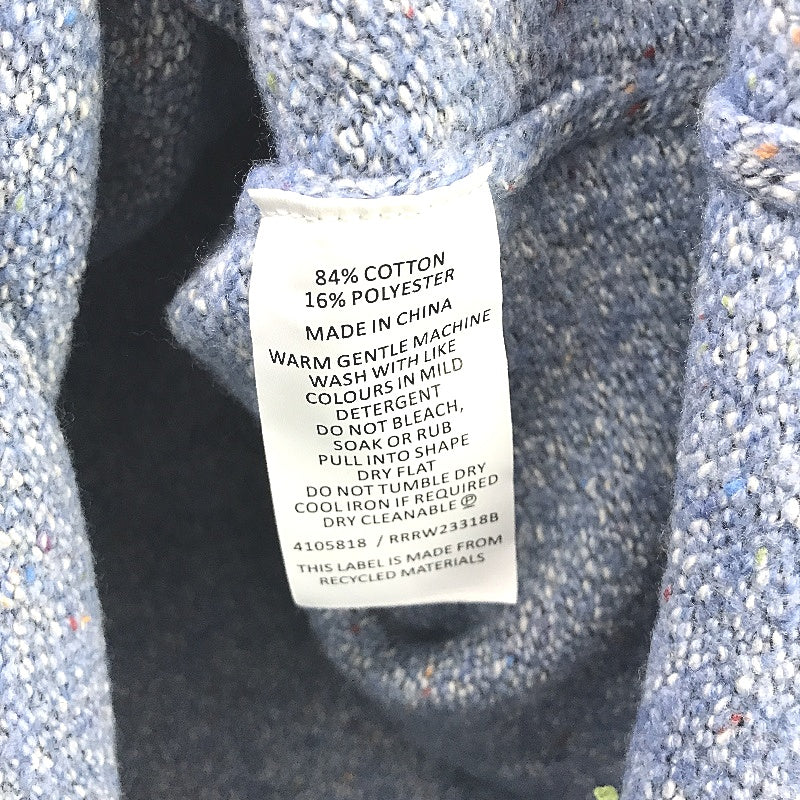 84% COTTON
16% POLYESTER
MADE IN CHINA
WARM GENTLE MACHINE
WASH WITH LIKE
COLOURS IN MILD
DETERGENT
DO NOT BLEACH,
SOAK OR RUB
PULL INTO SHAPE
DRY FLAT
DO NOT TUMBLE DRY
COOL IRON IF REQUIRED
DRY CLEANABLE Ⓟ
4105818 / RRRW23318B
THIS LABEL IS MADE FROM
RECYCLED MATERIALS